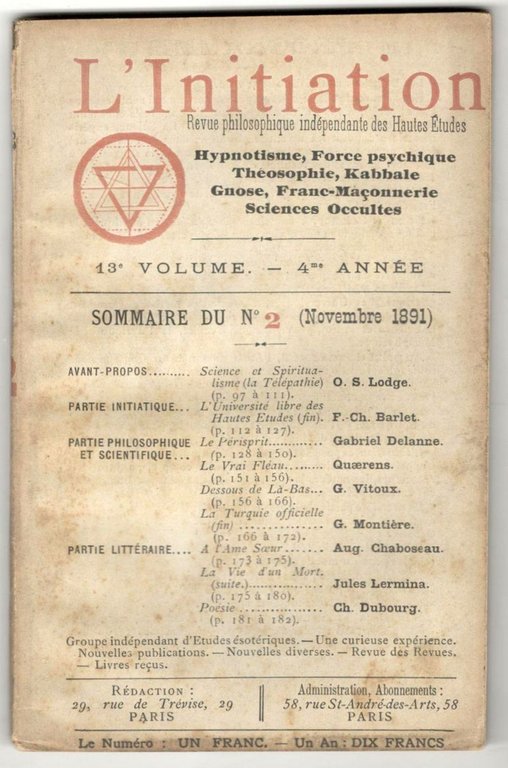 L'Initiation
Revue philosophique indépendante des Hautes Études
Hypnotisme, Force psychique
Théosophie, Kabbale
Gnose, Franc-Maçonnerie
Sciences Occultes
13e VOLUME. — 4me ANNÉE
SOMMAIRE DU No 2 (Novembre 1891)
AVANT-PROPOS.......... Science et Spiritua-
lisme (la Télépathie) O. S. Lodge.
(p. 97 à 111).
PARTIE INITIATIQUE... L'Université libre des
Hautes Etudes (fin). F.-Ch. Barlet.
(p. 112 à 127).
PARTIE PHILOSOPHIQUE Le Périsprit............ Gabriel Delanne.
ET SCIENTIFIQUE... (p. 128 à 150).
Le Vrai Fléau........ Quærens.
(p. 151 à 156).
Dessous de Là-Bas... G. Vitoux.
(p. 156 à 166).
La Turquie officielle
(fin) ................ G. Montière.
(p. 166 à 172).
PARTIE LITTÉRAIRE.... A l'Ame Sœur....... Aug. Chaboseau.
(p. 173 à 175).
La Vie d'un Mort.
(suite.)................ Jules Lermina.
(p. 175 à 180).
Poésie ................. Ch. Dubourg.
(p. 181 à 182).
Groupe indépendant d'Etudes ésotériques. — Une curieuse expérience.
Nouvelles publications. — Nouvelles diverses. — Revue des Revues.
— Livres reçus.
RÉDACTION :
29, rue de Trévise, 29
PARIS
Administration, Abonnements :
58, rue St-André-des-Arts, 58
PARIS
Le Numéro : UN FRANC. — Un An : DIX FRANCS